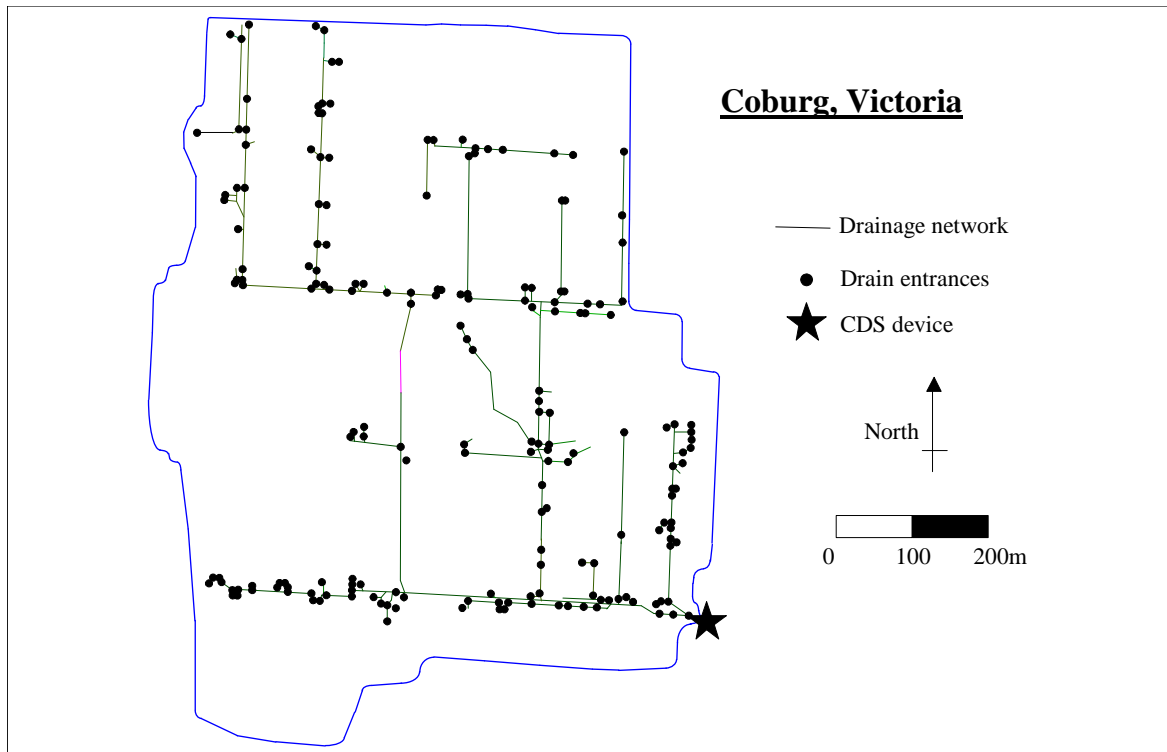 Coburg, Victoria
Drainage network
Drain entrances
CDS device
North
0 100 200m